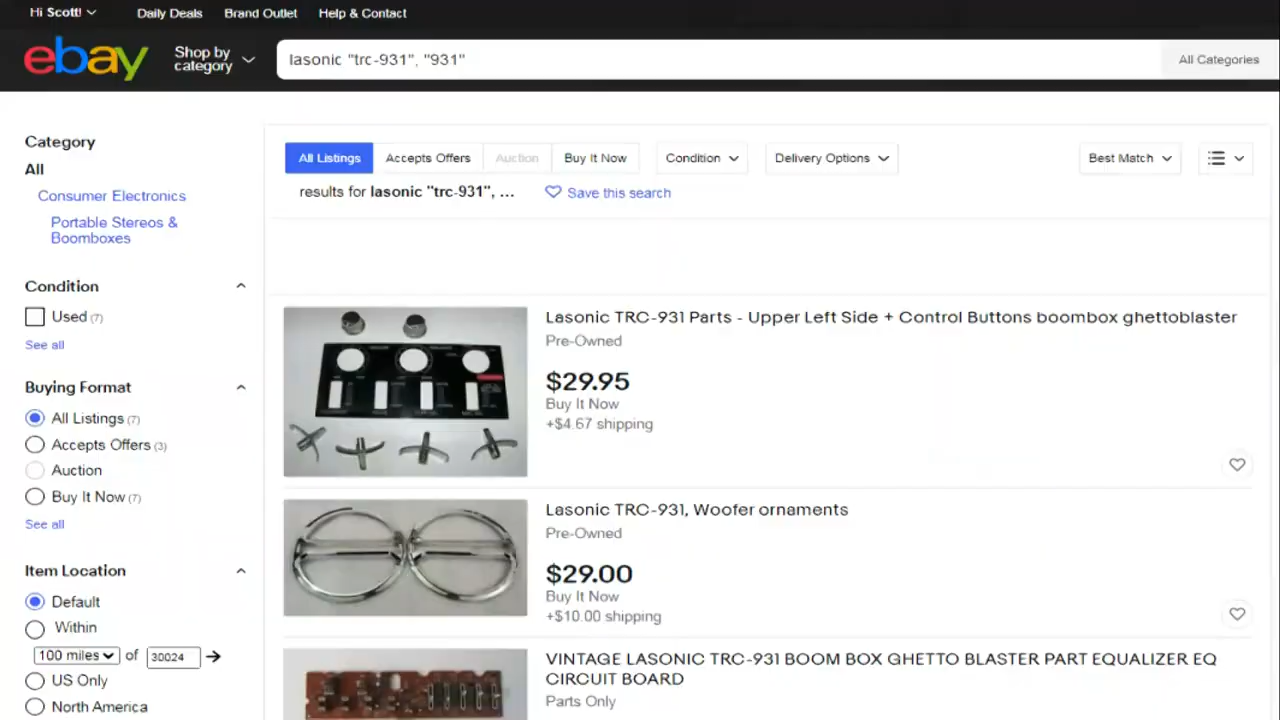 Hi Scott!
Daily Deals
Brand Outlet
Help & Contact
ebay
Shop by
category
lasonic "trc-931", "931"
All Categories
Category
All
Consumer Electronics
Portable Stereos &
Boomboxes
Condition
Used (7)
See all
Buying Format
All Listings (7)
Accepts Offers (3)
Auction
Buy It Now (7)
See all
Item Location
Default
Within
100 miles of 30024
US Only
North America
All Listings
Accepts Offers
Auction
Buy It Now
Condition
Delivery Options
Best Match
results for lasonic "trc-931", ...
Save this search
Lasonic TRC-931 Parts - Upper Left Side + Control Buttons boombox ghettoblaster
Pre-Owned
$29.95
Buy It Now
+$4.67 shipping
Lasonic TRC-931, Woofer ornaments
Pre-Owned
$29.00
Buy It Now
+$10.00 shipping
VINTAGE LASONIC TRC-931 BOOM BOX GHETTO BLASTER PART EQUALIZER EQ
CIRCUIT BOARD
Parts Only